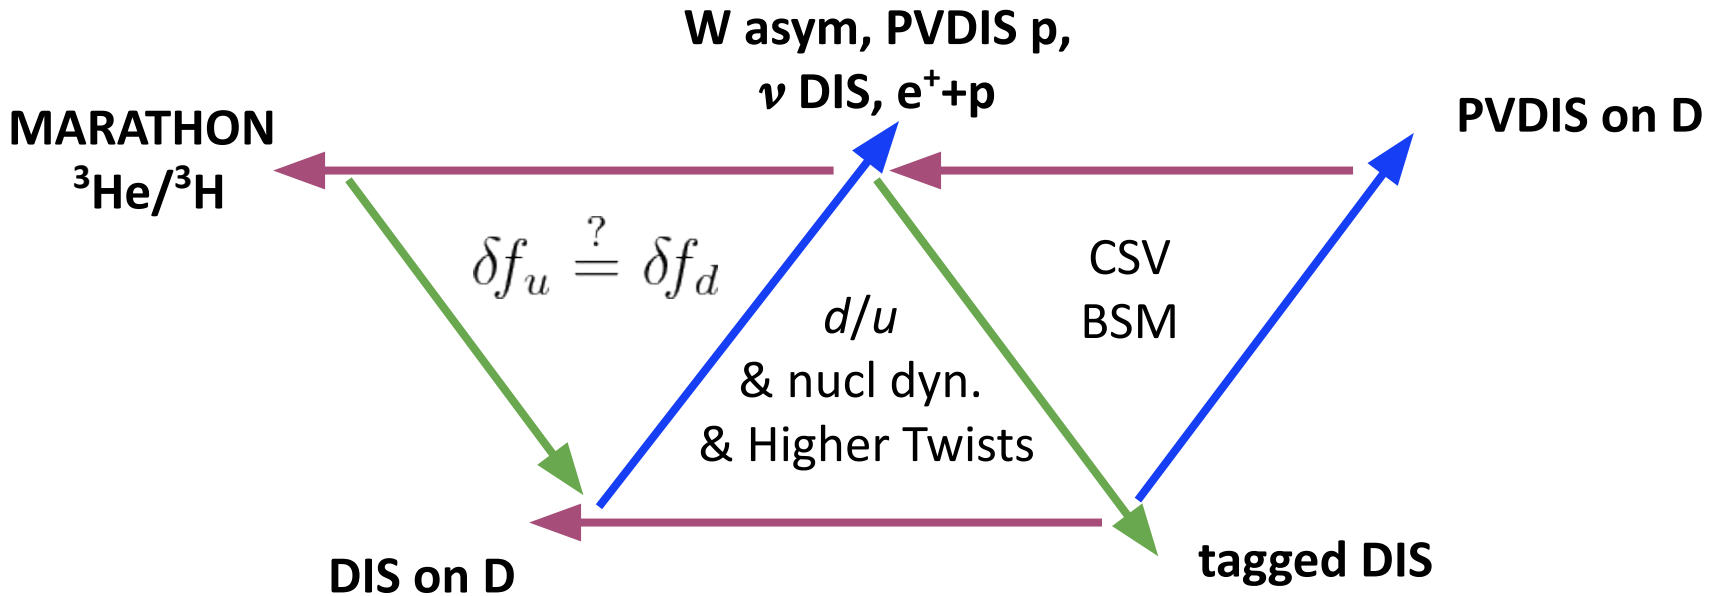 W asym, PVDIS p,
ν DIS, e⁺+p
MARATHON
³He/³H
PVDIS on D
δf_u ≟ δf_d
CSV
BSM
d/u
& nucl dyn.
& Higher Twists
DIS on D
tagged DIS